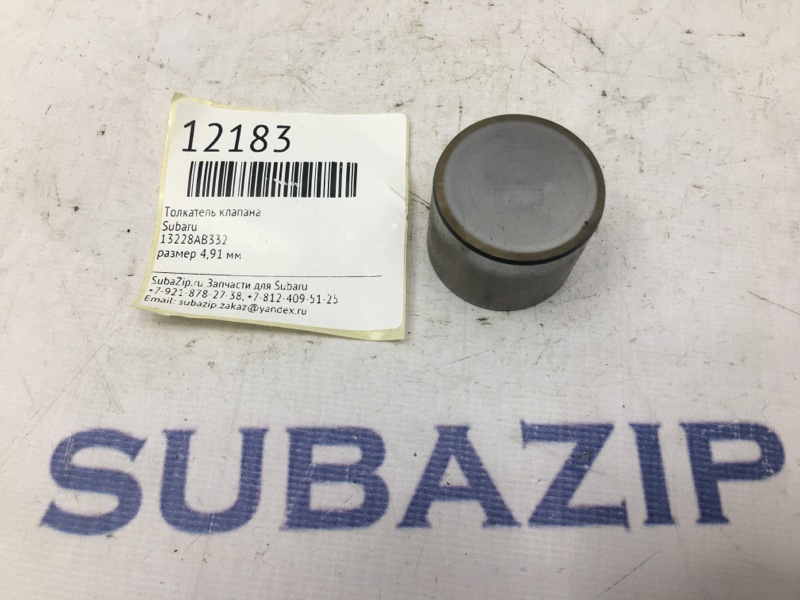 12183
Толкатель клапана
Subaru
13228AB332
размер 4,91 мм
SubaZip.ru Запчасти для Subaru
+7-921-878-27-38, +7-812-409-51-25
Email: subazip.zakaz@yandex.ru
SUBAZIP